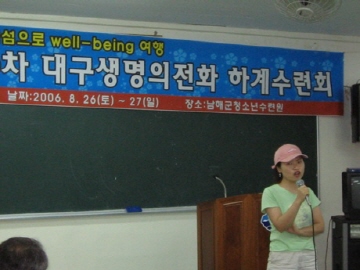 섬으로 well-being 여행
차 대구생명의전화 하계수련회
날짜:2006. 8. 26(토) ~ 27(일) 장소:남해군청소년수련원